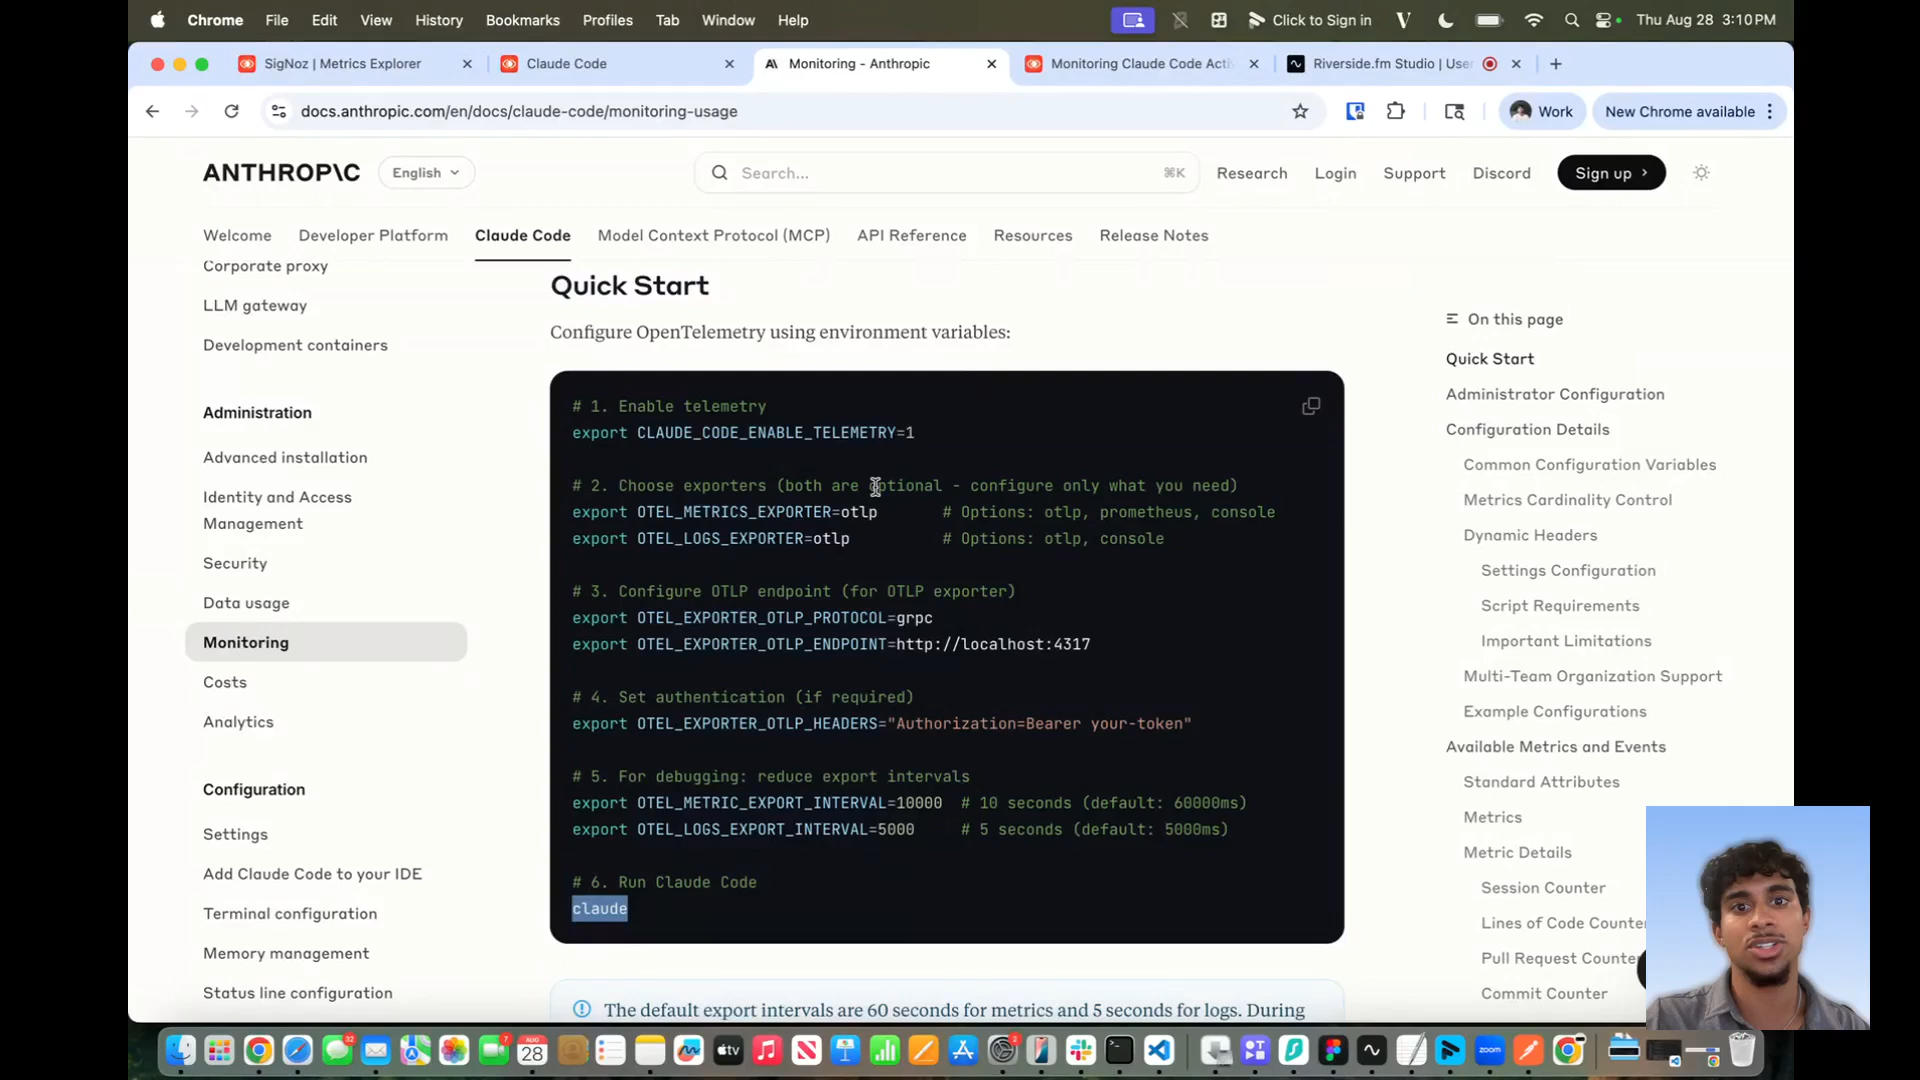 Chrome File Edit View History Bookmarks Profiles Tab Window Help Click to Sign in Thu Aug 28 3:10 PM
SigNoz | Metrics Explorer Claude Code Monitoring - Anthropic Monitoring Claude Code Acti Riverside.fm Studio | User
docs.anthropic.com/en/docs/claude-code/monitoring-usage Work New Chrome available
ANTHROP\C English Search... ⌘K Research Login Support Discord Sign up
Welcome Developer Platform Claude Code Model Context Protocol (MCP) API Reference Resources Release Notes
Corporate proxy
LLM gateway
Development containers
Administration
Advanced installation
Identity and Access
Management
Security
Data usage
Monitoring
Costs
Analytics
Configuration
Settings
Add Claude Code to your IDE
Terminal configuration
Memory management
Status line configuration
Quick Start
Configure OpenTelemetry using environment variables:
# 1. Enable telemetry
export CLAUDE_CODE_ENABLE_TELEMETRY=1
# 2. Choose exporters (both are optional - configure only what you need)
export OTEL_METRICS_EXPORTER=otlp # Options: otlp, prometheus, console
export OTEL_LOGS_EXPORTER=otlp # Options: otlp, console
# 3. Configure OTLP endpoint (for OTLP exporter)
export OTEL_EXPORTER_OTLP_PROTOCOL=grpc
export OTEL_EXPORTER_OTLP_ENDPOINT=http://localhost:4317
# 4. Set authentication (if required)
export OTEL_EXPORTER_OTLP_HEADERS="Authorization=Bearer your-token"
# 5. For debugging: reduce export intervals
export OTEL_METRIC_EXPORT_INTERVAL=10000 # 10 seconds (default: 60000ms)
export OTEL_LOGS_EXPORT_INTERVAL=5000 # 5 seconds (default: 5000ms)
# 6. Run Claude Code
claude
The default export intervals are 60 seconds for metrics and 5 seconds for logs. During
On this page
Quick Start
Administrator Configuration
Configuration Details
Common Configuration Variables
Metrics Cardinality Control
Dynamic Headers
Settings Configuration
Script Requirements
Important Limitations
Multi-Team Organization Support
Example Configurations
Available Metrics and Events
Standard Attributes
Metrics
Metric Details
Session Counter
Lines of Code Counter
Pull Request Counter
Commit Counter